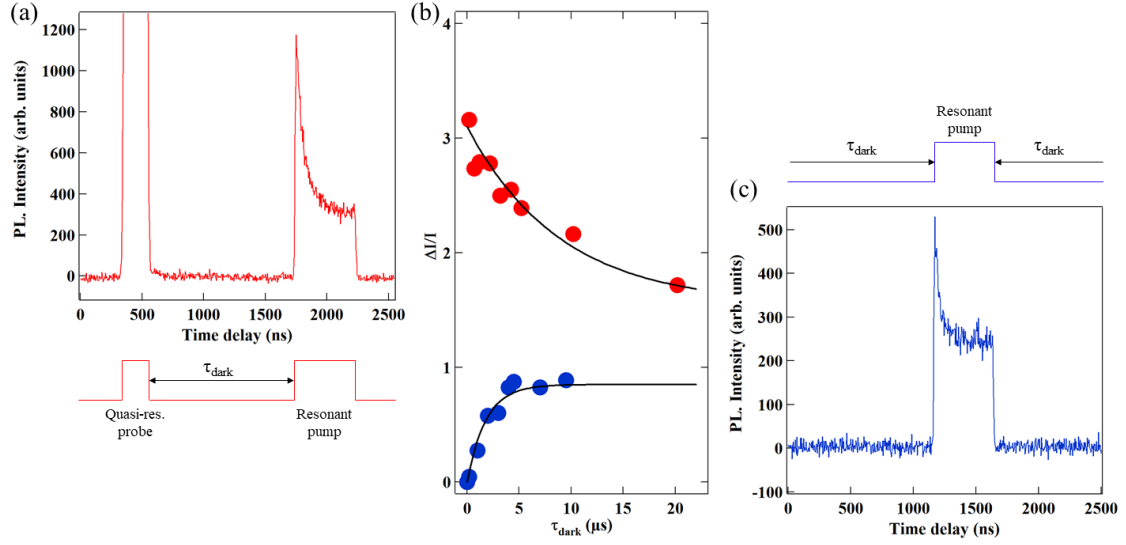 (a)
1200
1000
800
600
400
200
0
PL. Intensity (arb. units)
0 500 1000 1500 2000 2500
Time delay (ns)
τdark
Quasi-res.
probe
Resonant
pump
(b)
4
3
2
1
0
ΔI/I
0 5 10 15 20
τdark (µs)
Resonant
pump
τdark
τdark
(c)
500
400
300
200
100
0
-100
PL. Intensity (arb. units)
0 500 1000 1500 2000 2500
Time delay (ns)